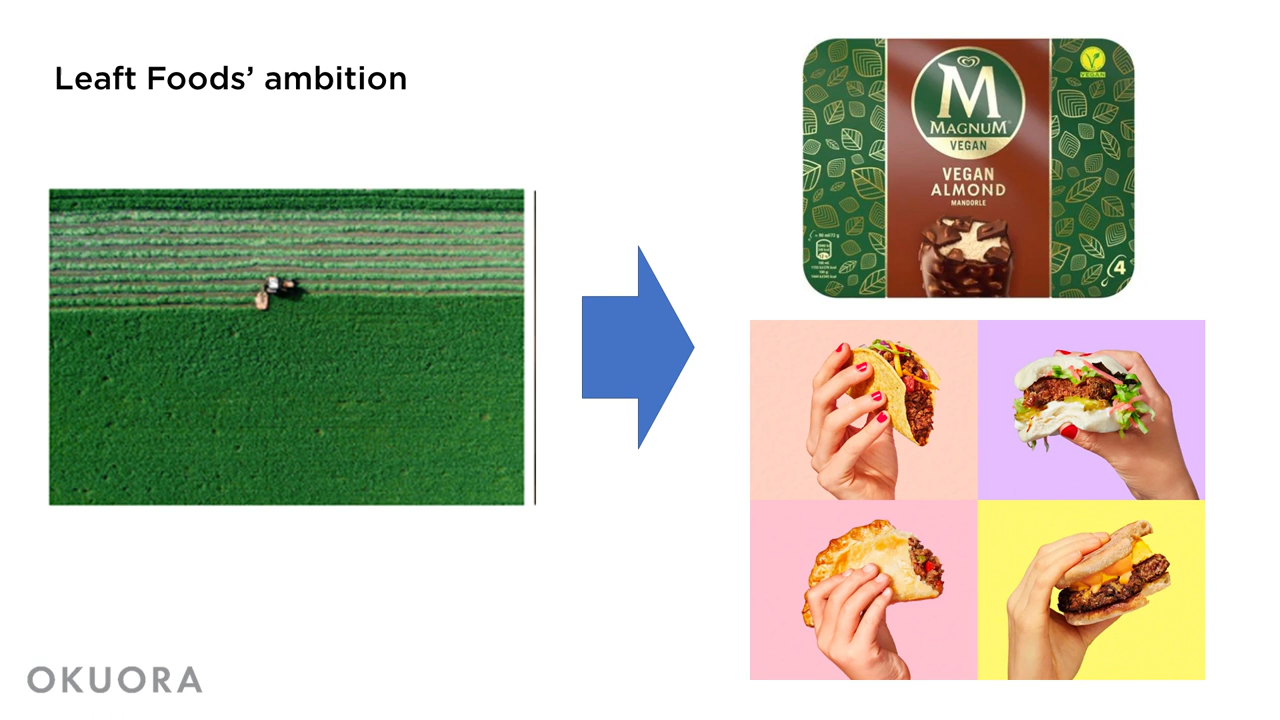 Leaft Foods’ ambition
M
MAGNUM
VEGAN
VEGAN
ALMOND
MANDORLE
VEGAN
4
OKUORA